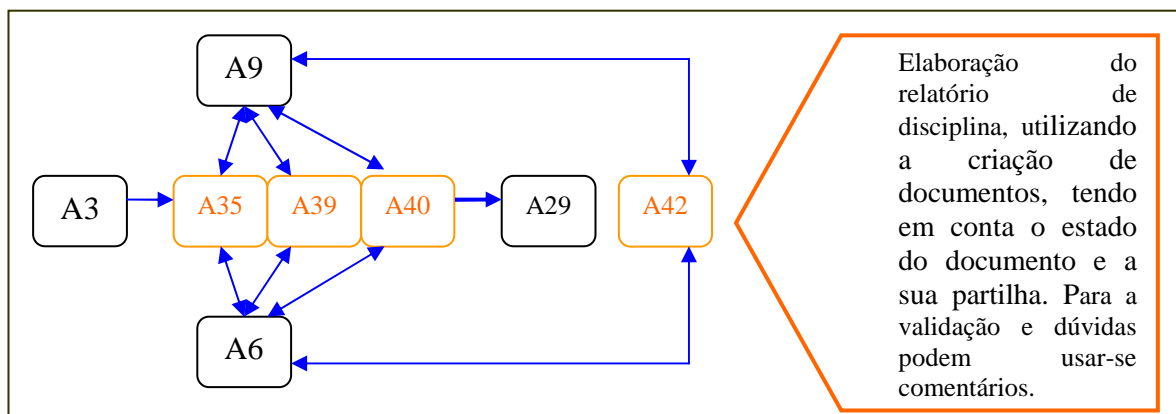 A9
A3
A35
A39
A40
A29
A42
A6
Elaboração do
relatório de
disciplina, utilizando
a criação de
documentos, tendo
em conta o estado
do documento e a
sua partilha. Para a
validação e dúvidas
podem usar-se
comentários.